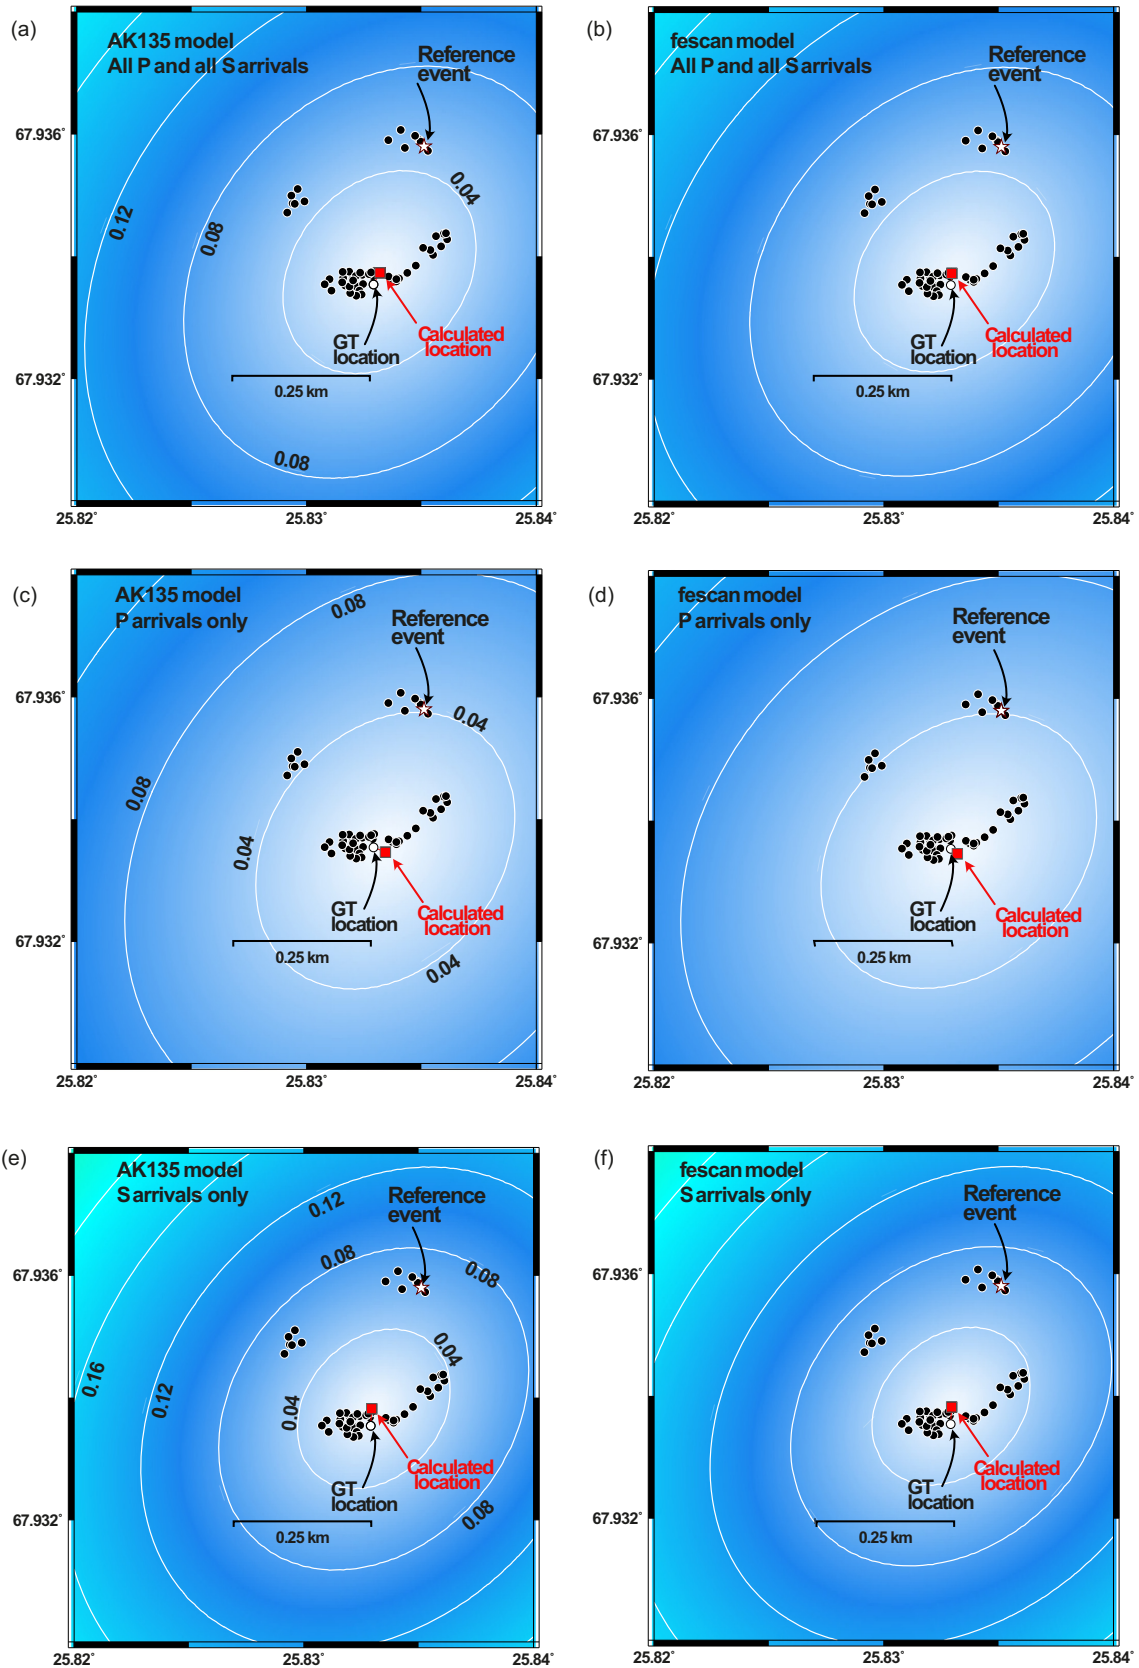 (a)
AK135 model
All P and all S arrivals
Reference
event
67.936°
0.12
0.08
0.04
GT
location
Calculated
location
67.932°
0.25 km
0.08
25.82°
25.83°
25.84°
(b)
fescan model
All P and all S arrivals
Reference
event
67.936°
GT
location
Calculated
location
67.932°
0.25 km
25.82°
25.83°
25.84°
(c)
AK135 model
P arrivals only
0.08
Reference
event
67.936°
0.04
0.08
0.04
GT
location
Calculated
location
67.932°
0.25 km
0.04
25.82°
25.83°
25.84°
(d)
fescan model
P arrivals only
Reference
event
67.936°
GT
location
Calculated
location
67.932°
0.25 km
25.82°
25.83°
25.84°
(e)
AK135 model
S arrivals only
0.12
Reference
event
0.08
0.08
67.936°
0.04
0.16
0.12
0.04
Calculated
location
GT
location
0.08
67.932°
0.25 km
25.82°
25.83°
25.84°
(f)
fescan model
S arrivals only
Reference
event
67.936°
Calculated
location
GT
location
67.932°
0.25 km
25.82°
25.83°
25.84°